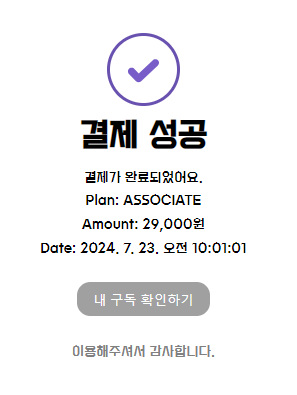 결제 성공
결제가 완료되었어요.
Plan: ASSOCIATE
Amount: 29,000원
Date: 2024. 7. 23. 오전 10:01:01
내 구독 확인하기
이용해주셔서 감사합니다.